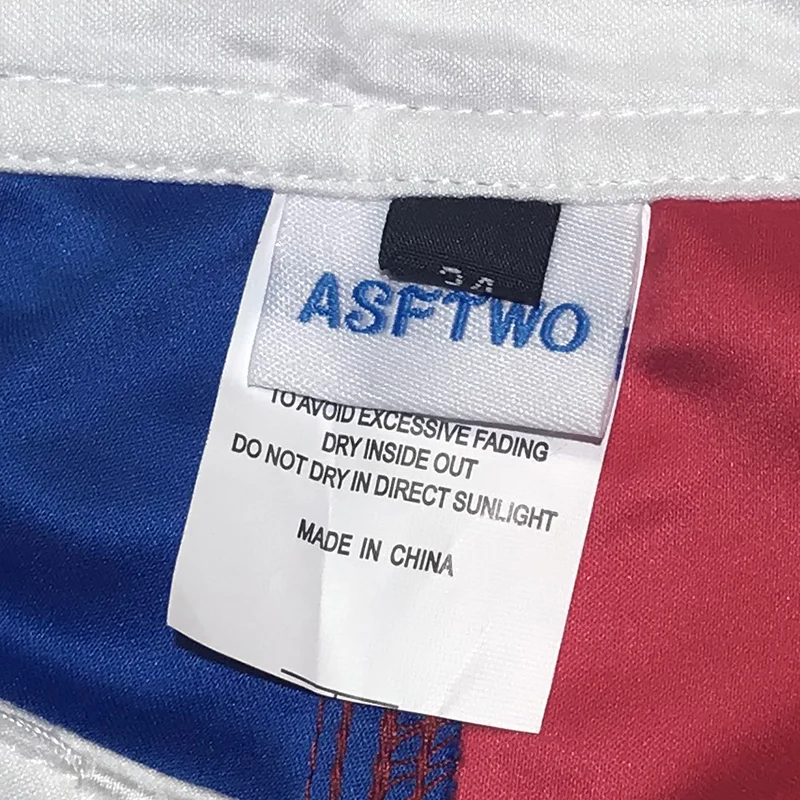 ASFTWO
TO AVOID EXCESSIVE FADING
DRY INSIDE OUT
DO NOT DRY IN DIRECT SUNLIGHT
MADE IN CHINA